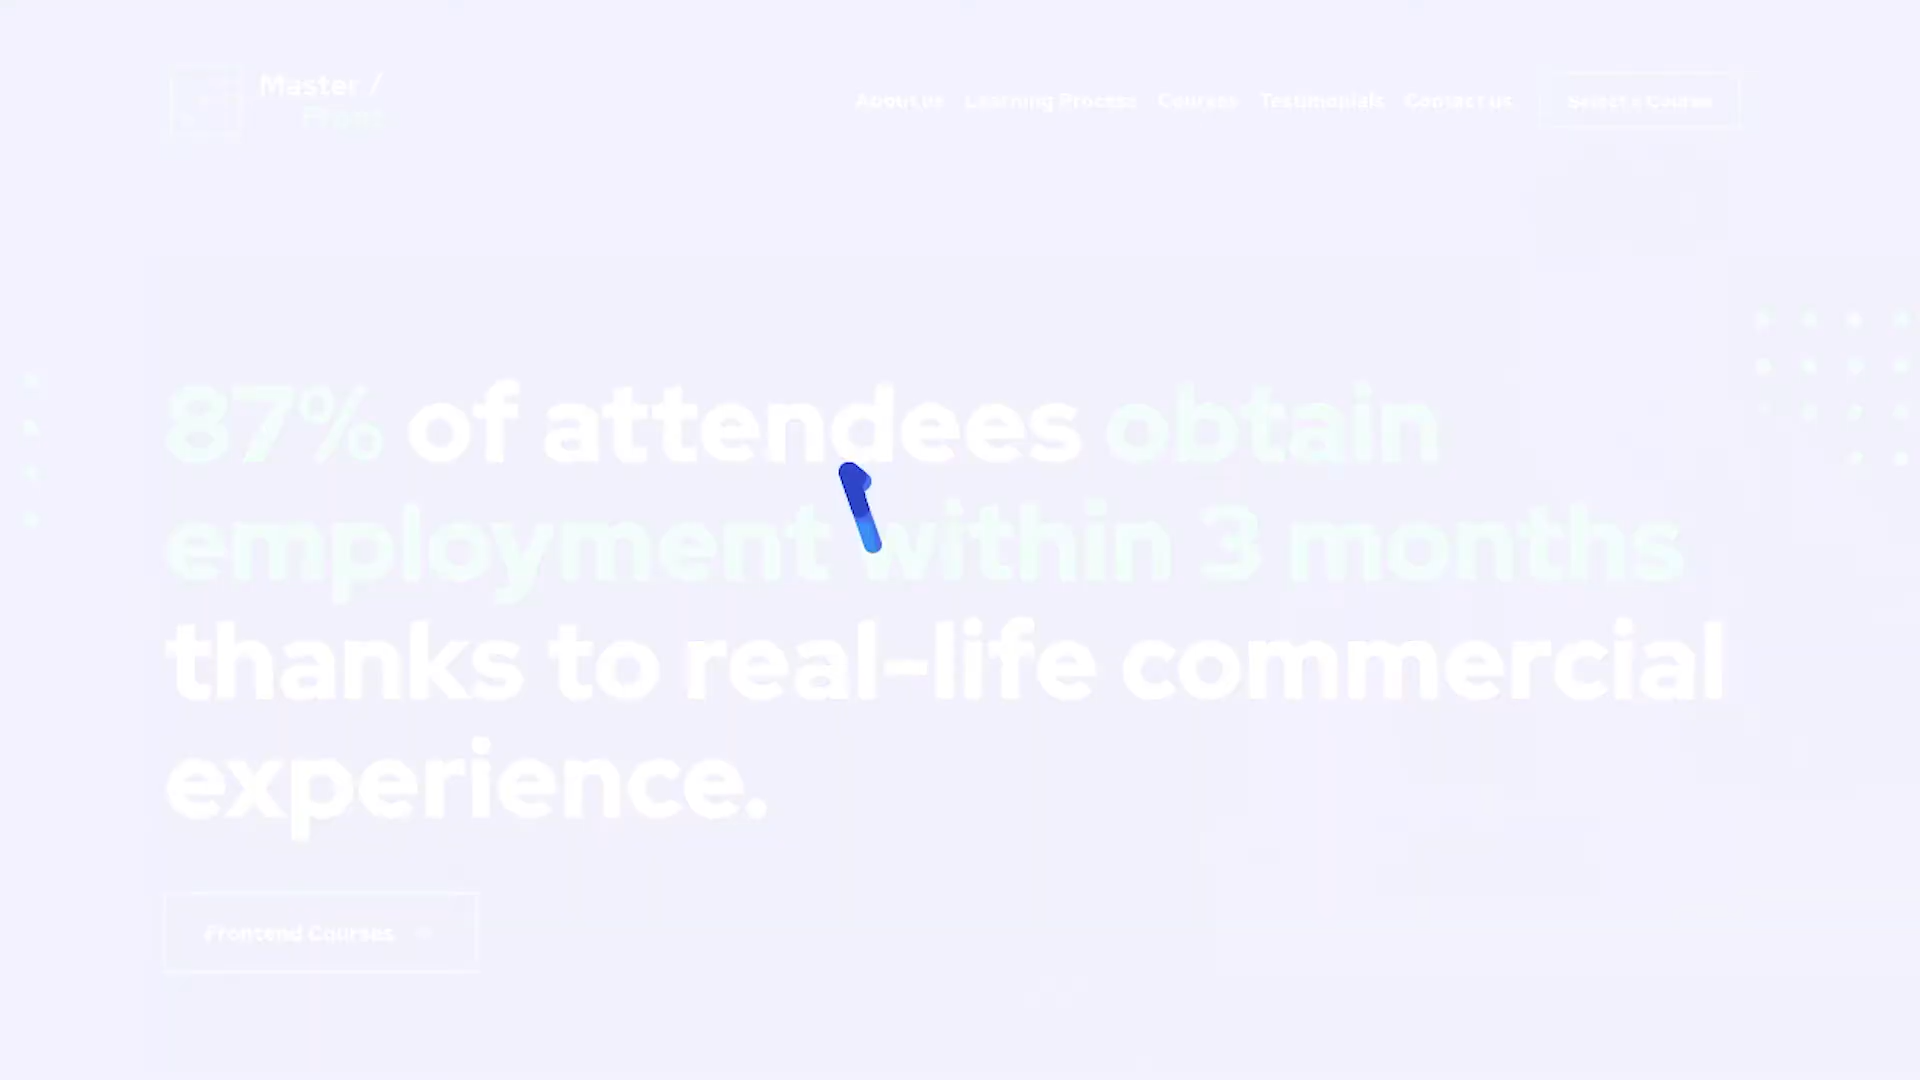 Master /
Front
About us Learning Process Courses Testimonials Contact us Select a Course
87% of attendees obtain
employment within 3 months
thanks to real-life commercial
experience.
Frontend Courses